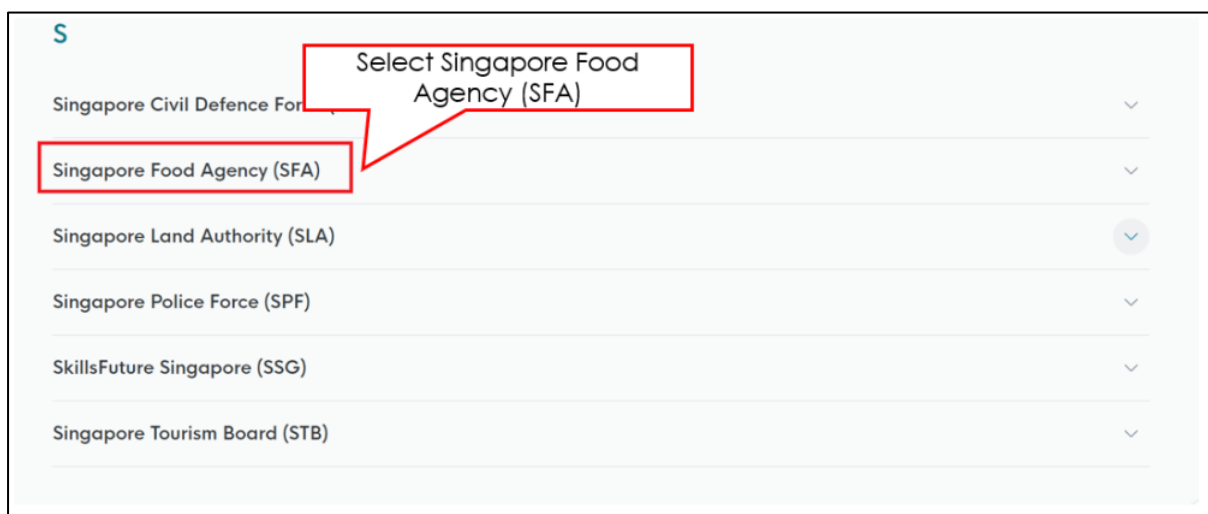 S
Select Singapore Food
Agency (SFA)
Singapore Civil Defence For
Singapore Food Agency (SFA)
Singapore Land Authority (SLA)
Singapore Police Force (SPF)
SkillsFuture Singapore (SSG)
Singapore Tourism Board (STB)